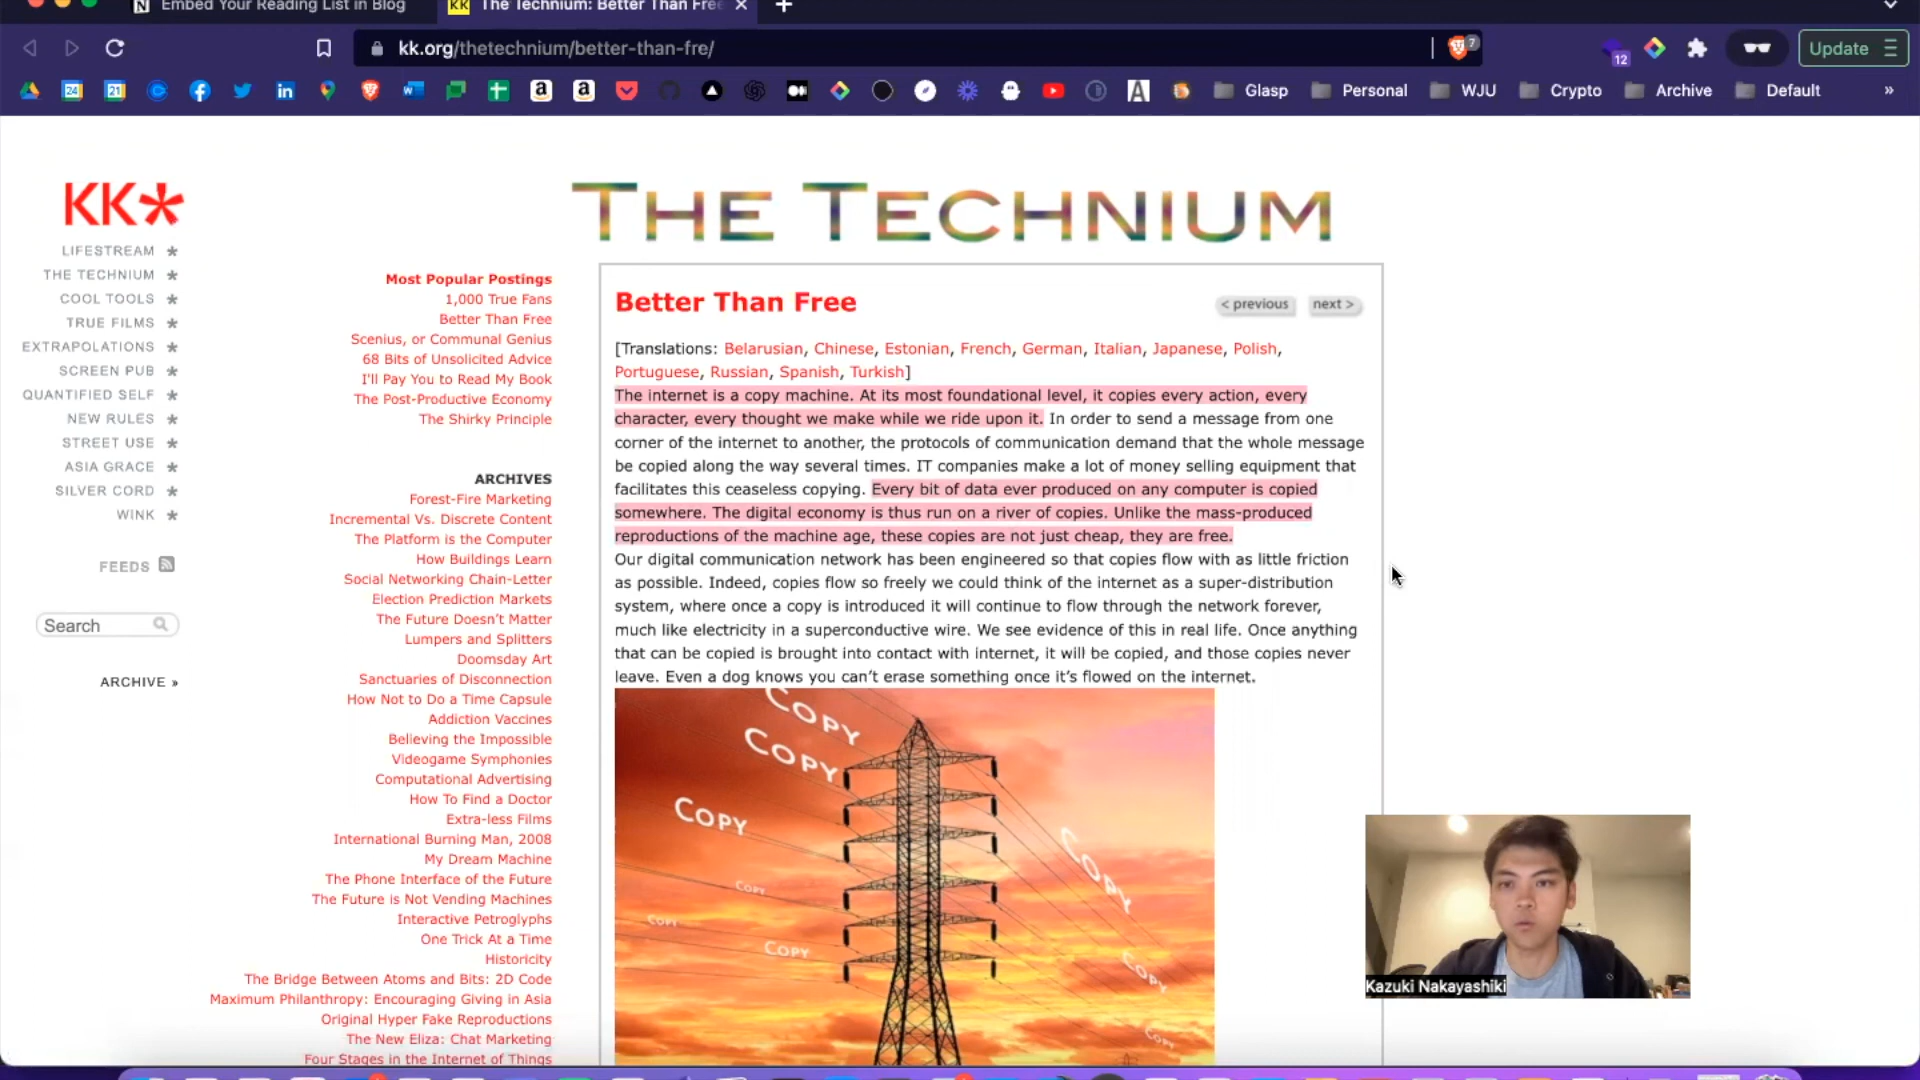 Embed Your Reading List in Blog
KK The Technium: Better Than Fre
kk.org/thetechnium/better-than-fre/
7
12
Update
24
21
A
Glasp
Personal
WJU
Crypto
Archive
Default
»
KK*
LIFESTREAM *
THE TECHNIUM *
COOL TOOLS *
TRUE FILMS *
EXTRAPOLATIONS *
SCREEN PUB *
QUANTIFIED SELF *
NEW RULES *
STREET USE *
ASIA GRACE *
SILVER CORD *
WINK *
FEEDS
Search
ARCHIVE »
THE TECHNIUM
Most Popular Postings
1,000 True Fans
Better Than Free
Scenius, or Communal Genius
68 Bits of Unsolicited Advice
I'll Pay You to Read My Book
The Post-Productive Economy
The Shirky Principle
ARCHIVES
Forest-Fire Marketing
Incremental Vs. Discrete Content
The Platform is the Computer
How Buildings Learn
Social Networking Chain-Letter
Election Prediction Markets
The Future Doesn't Matter
Lumpers and Splitters
Doomsday Art
Sanctuaries of Disconnection
How Not to Do a Time Capsule
Addiction Vaccines
Believing the Impossible
Videogame Symphonies
Computational Advertising
How To Find a Doctor
Extra-less Films
International Burning Man, 2008
My Dream Machine
The Phone Interface of the Future
The Future is Not Vending Machines
Interactive Petroglyphs
One Trick At a Time
Historicity
The Bridge Between Atoms and Bits: 2D Code
Maximum Philanthropy: Encouraging Giving in Asia
Original Hyper Fake Reproductions
The New Eliza: Chat Marketing
Four Stages in the Internet of Things
Better Than Free
< previous
next >
[Translations: Belarusian, Chinese, Estonian, French, German, Italian, Japanese, Polish,
Portuguese, Russian, Spanish, Turkish]
The internet is a copy machine. At its most foundational level, it copies every action, every
character, every thought we make while we ride upon it. In order to send a message from one
corner of the internet to another, the protocols of communication demand that the whole message
be copied along the way several times. IT companies make a lot of money selling equipment that
facilitates this ceaseless copying. Every bit of data ever produced on any computer is copied
somewhere. The digital economy is thus run on a river of copies. Unlike the mass-produced
reproductions of the machine age, these copies are not just cheap, they are free.
Our digital communication network has been engineered so that copies flow with as little friction
as possible. Indeed, copies flow so freely we could think of the internet as a super-distribution
system, where once a copy is introduced it will continue to flow through the network forever,
much like electricity in a superconductive wire. We see evidence of this in real life. Once anything
that can be copied is brought into contact with internet, it will be copied, and those copies never
leave. Even a dog knows you can't erase something once it's flowed on the internet.
COPY
COPY
COPY
COPY
COPY
COPY
COPY
COPY
COPY
Kazuki Nakayashiki